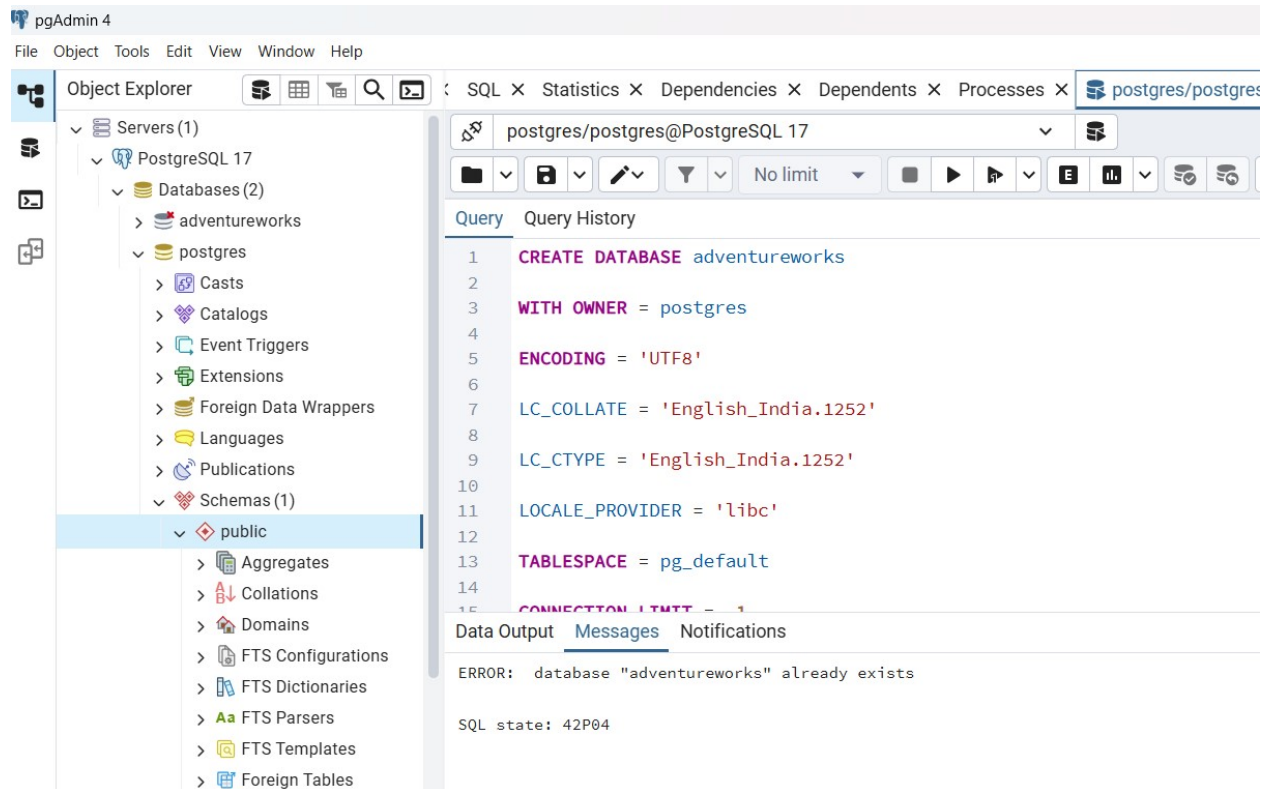 pgAdmin 4
File Object Tools Edit View Window Help
Object Explorer
SQL Statistics Dependencies Dependents Processes postgres/postgres
Servers (1)
PostgreSQL 17
Databases (2)
adventureworks
postgres
Casts
Catalogs
Event Triggers
Extensions
Foreign Data Wrappers
Languages
Publications
Schemas (1)
public
Aggregates
Collations
Domains
FTS Configurations
FTS Dictionaries
Aa FTS Parsers
FTS Templates
Foreign Tables
postgres/postgres@PostgreSQL 17
No limit
E
Query Query History
1 CREATE DATABASE adventureworks
2
3 WITH OWNER = postgres
4
5 ENCODING = 'UTF8'
6
7 LC_COLLATE = 'English_India.1252'
8
9 LC_CTYPE = 'English_India.1252'
10
11 LOCALE_PROVIDER = 'libc'
12
13 TABLESPACE = pg_default
14
15 CONNECTION LIMIT =
Data Output Messages Notifications
ERROR: database "adventureworks" already exists
SQL state: 42P04